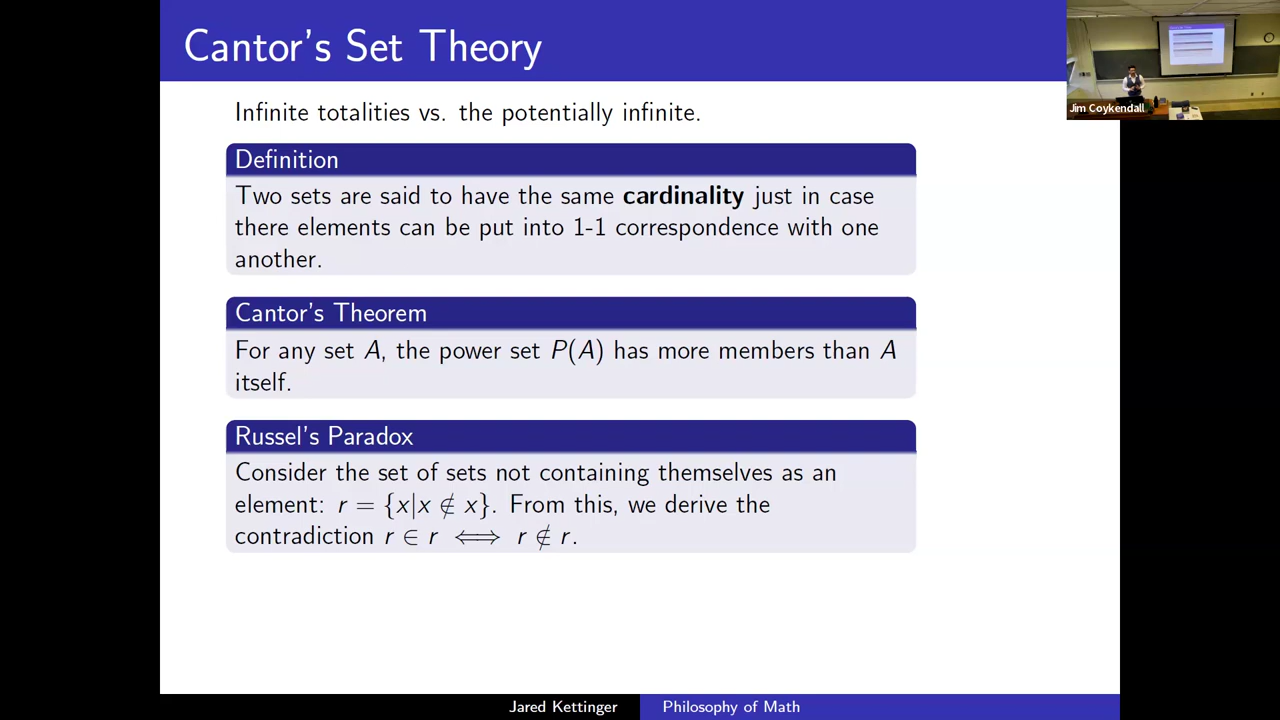 Cantor's Set Theory
Jim Coykendall
Infinite totalities vs. the potentially infinite.
Definition
Two sets are said to have the same cardinality just in case
there elements can be put into 1-1 correspondence with one
another.
Cantor's Theorem
For any set A, the power set P(A) has more members than A
itself.
Russel's Paradox
Consider the set of sets not containing themselves as an
element: r = {x|x ∉ x}. From this, we derive the
contradiction r ∈ r ⟺ r ∉ r.
Jared Kettinger
Philosophy of Math